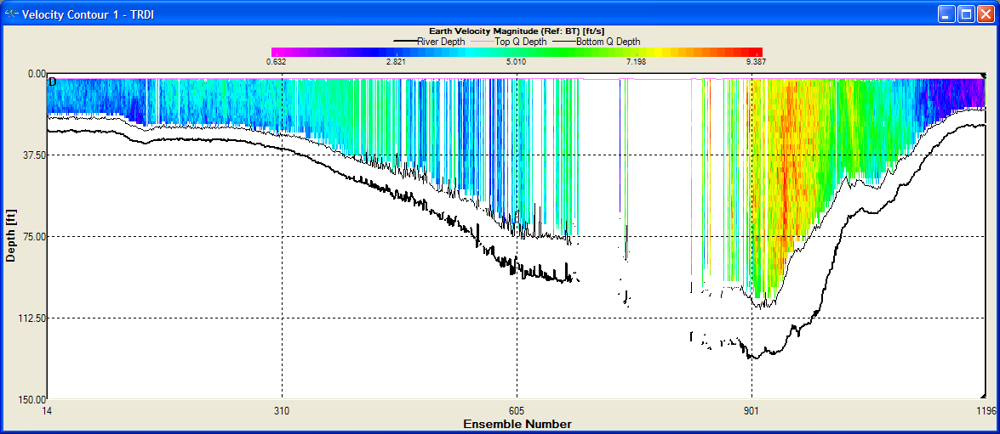 Velocity Contour 1 - TRDI
Earth Velocity Magnitude (Ref: BT) [ft/s]
River Depth Top Q Depth Bottom Q Depth
0.632 2.821 5.010 7.198 9.387
0.00
D
37.50
75.00
112.50
150.00
Depth [ft]
14 310 605 901 1196
Ensemble Number